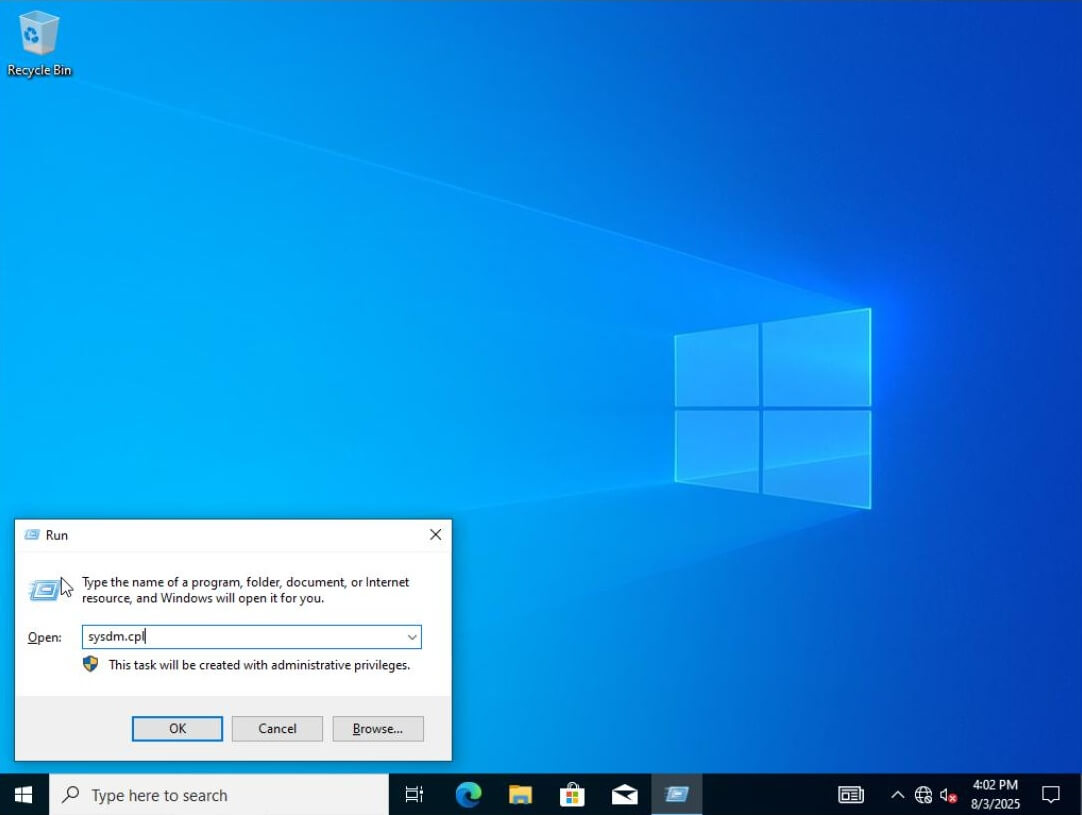 Recycle Bin
Run
Type the name of a program, folder, document, or Internet
resource, and Windows will open it for you.
Open:
sysdm.cpl
This task will be created with administrative privileges.
OK
Cancel
Browse...
Type here to search
4:02 PM
8/3/2025